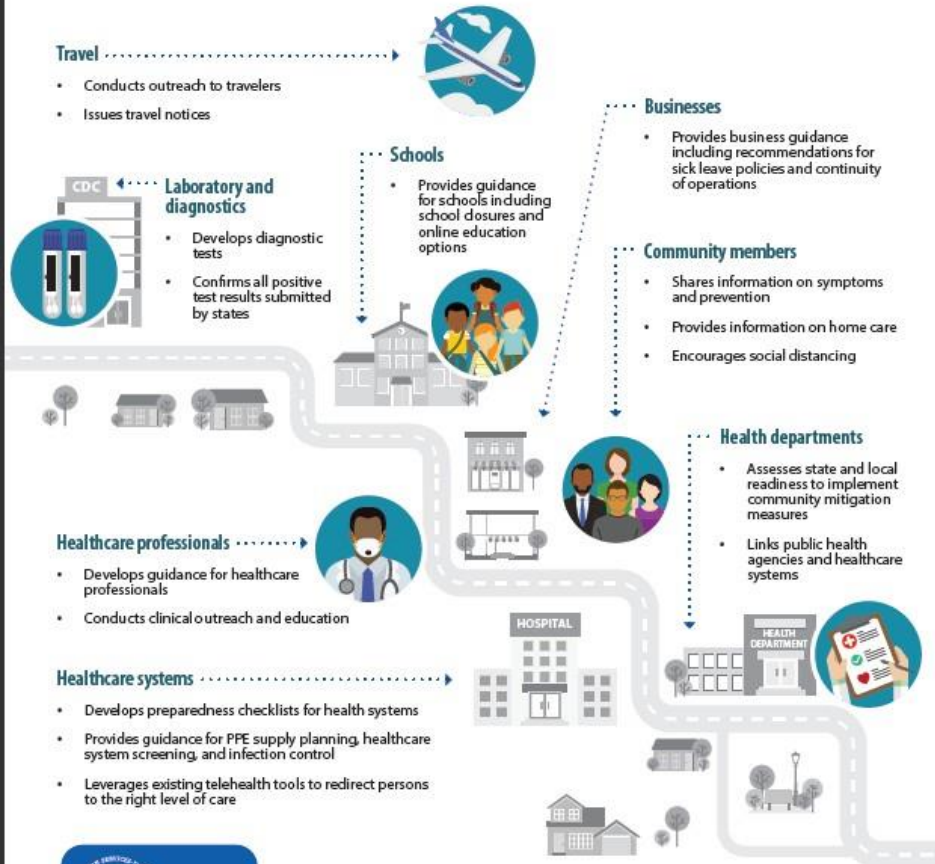 Travel
• Conducts outreach to travelers
• Issues travel notices
CDC
Laboratory and
diagnostics
• Develops diagnostic
tests
• Confirms all positive
test results submitted
by states
Schools
• Provides guidance
for schools including
school closures and
online education
options
Businesses
• Provides business guidance
including recommendations for
sick leave policies and continuity
of operations
Community members
• Shares information on symptoms
and prevention
• Provides information on home care
• Encourages social distancing
Health departments
• Assesses state and local
readiness to implement
community mitigation
measures
• Links public health
agencies and healthcare
systems
HEALTH
DEPARTMENT
Healthcare professionals
• Develops guidance for healthcare
professionals
• Conducts clinical outreach and education
HOSPITAL
Healthcare systems
• Develops preparedness checklists for health systems
• Provides guidance for PPE supply planning, healthcare
system screening, and infection control
• Leverages existing telehealth tools to redirect persons
to the right level of care